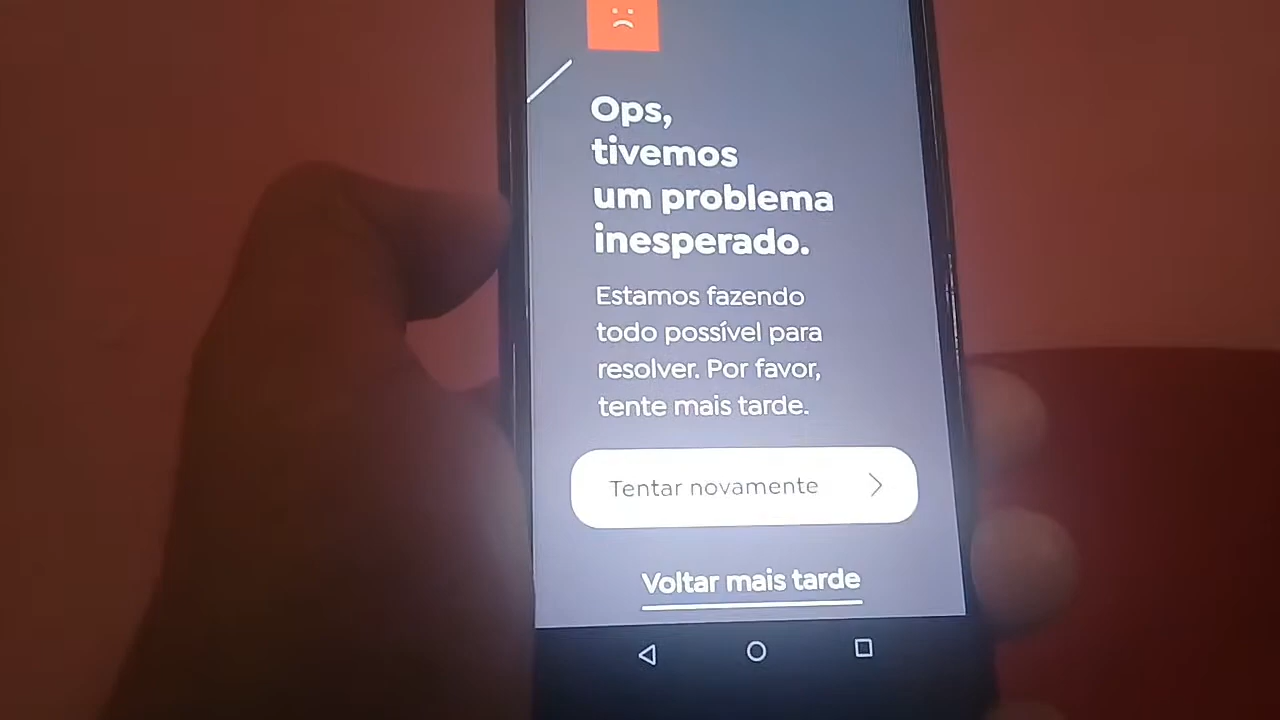 Ops,
tivemos
um problema
inesperado.
Estamos fazendo
todo possível para
resolver. Por favor,
tente mais tarde.
Tentar novamente
Voltar mais tarde